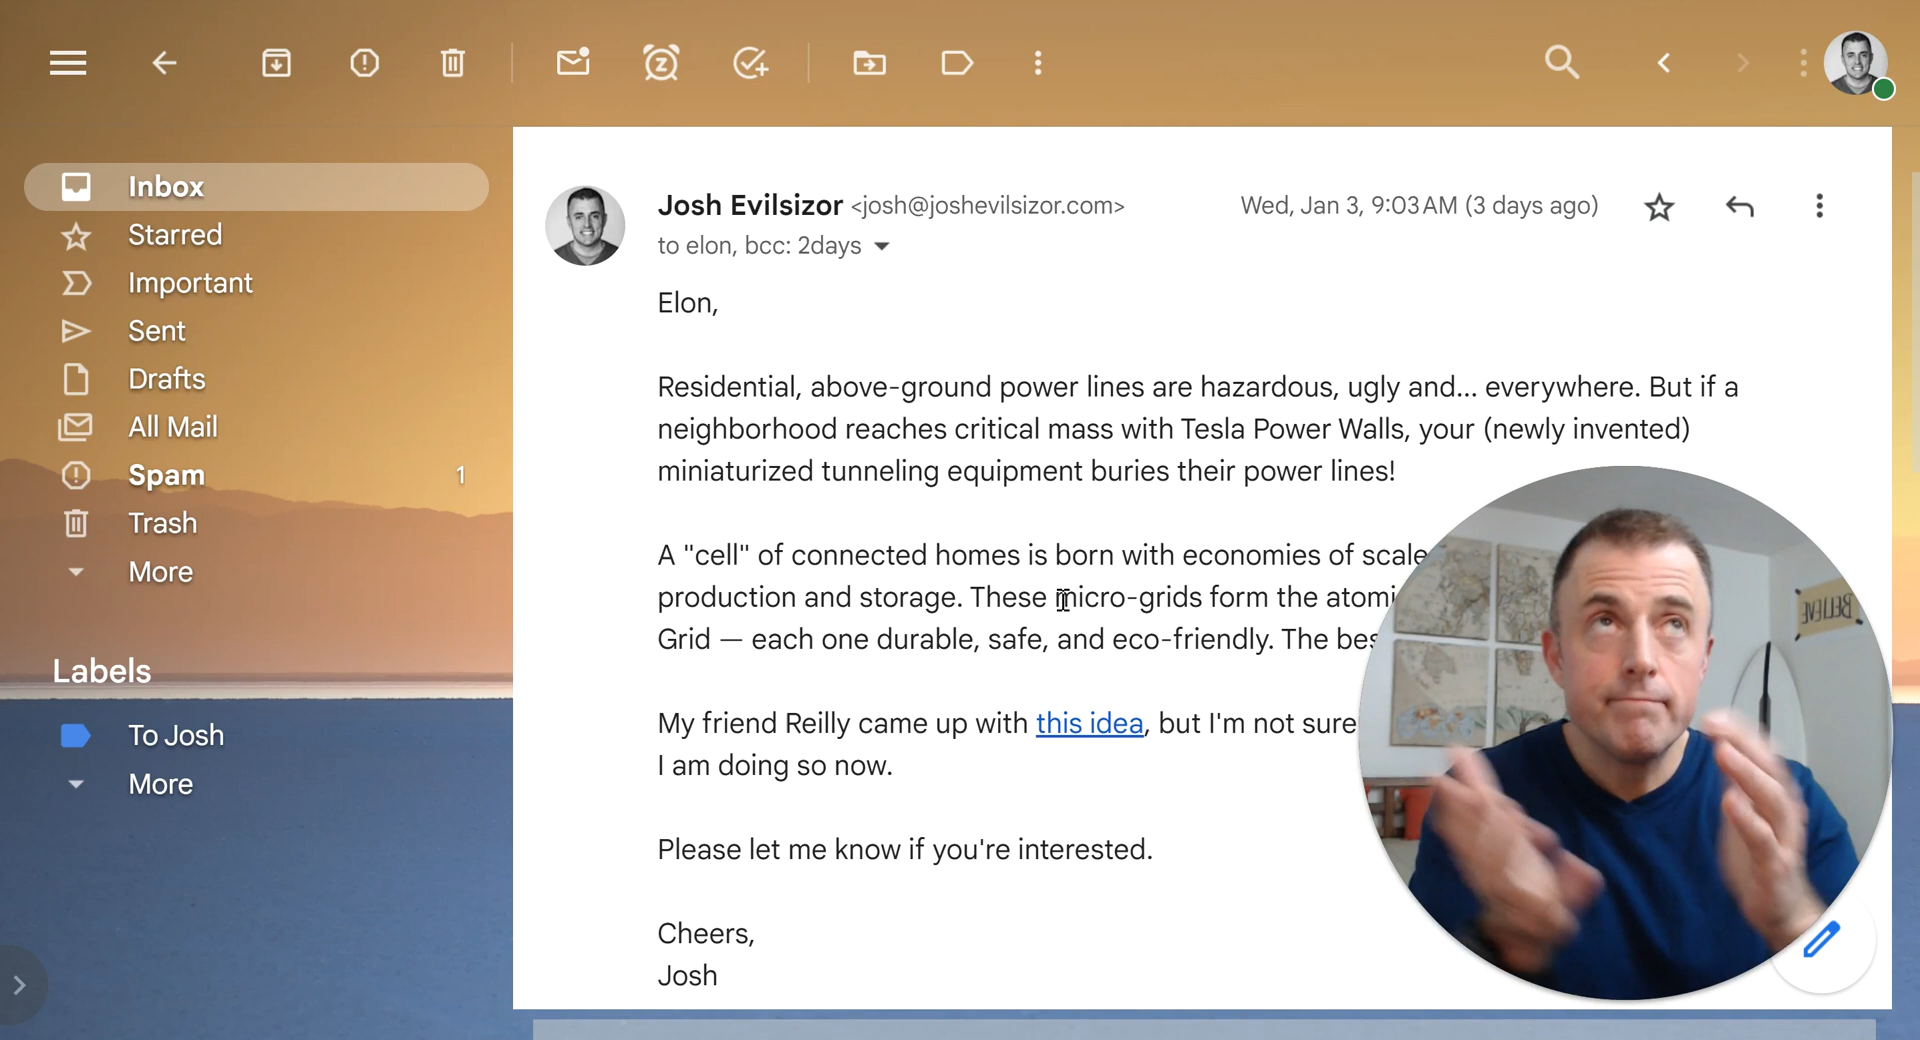 Inbox
Starred
Important
Sent
Drafts
All Mail
Spam 1
Trash
More
Labels
To Josh
More
Josh Evilsizor <josh@joshevilsizor.com> Wed, Jan 3, 9:03 AM (3 days ago)
to elon, bcc: 2days
Elon,
Residential, above-ground power lines are hazardous, ugly and... everywhere. But if a
neighborhood reaches critical mass with Tesla Power Walls, your (newly invented)
miniaturized tunneling equipment buries their power lines!
A "cell" of connected homes is born with economies of scale
production and storage. These micro-grids form the
Grid — each one durable, safe, and eco-friendly. The
My friend Reilly came up with this idea, but I'm not sure
I am doing so now.
Please let me know if you're interested.
Cheers,
Josh
BELIEVE